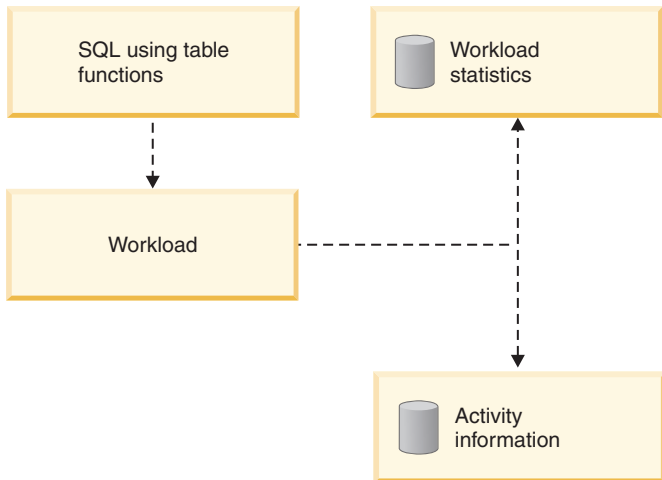 SQL using table
functions
Workload
statistics
Workload
Activity
information